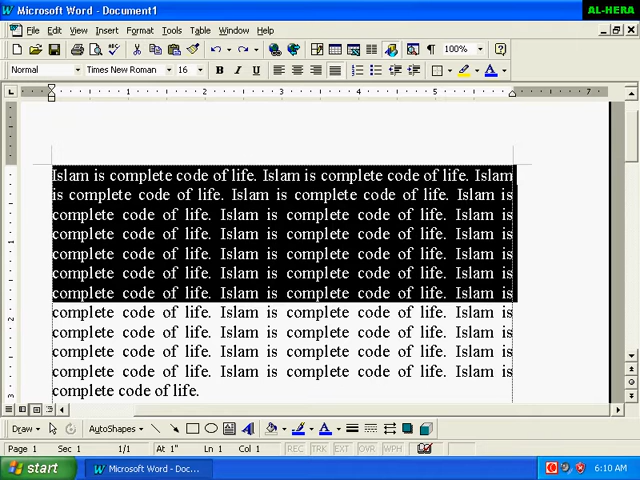 Microsoft Word - Document1
AL-HERA
File Edit View Insert Format Tools Table Window Help
100%
Normal Times New Roman 16 B I U
1 2 3 4 5 7
Islam is complete code of life. Islam is complete code of life. Islam
is complete code of life. Islam is complete code of life. Islam is
complete code of life. Islam is complete code of life. Islam is
complete code of life. Islam is complete code of life. Islam is
complete code of life. Islam is complete code of life. Islam is
complete code of life. Islam is complete code of life. Islam is
complete code of life. Islam is complete code of life. Islam is
complete code of life. Islam is complete code of life. Islam is
complete code of life. Islam is complete code of life. Islam is
complete code of life. Islam is complete code of life. Islam is
complete code of life. Islam is complete code of life. Islam is
complete code of life.
Draw AutoShapes
Page 1 Sec 1 1/1 At 1" Ln 1 Col 1 REC TRK EXT OVR WPH
start Microsoft Word - Doc... 6:10 AM